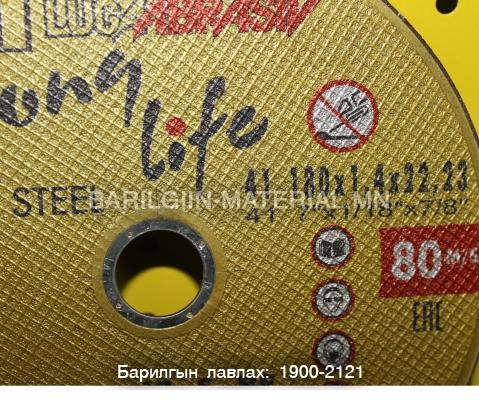 LUGAABRASIV
Long
life
STEEL
41 180x1,4x22,23
41 7"x1/18"x7/8"
BARILGIIN-MATERIAL.MN
80 M/S
EAC
Барилгын лавлах: 1900-2121